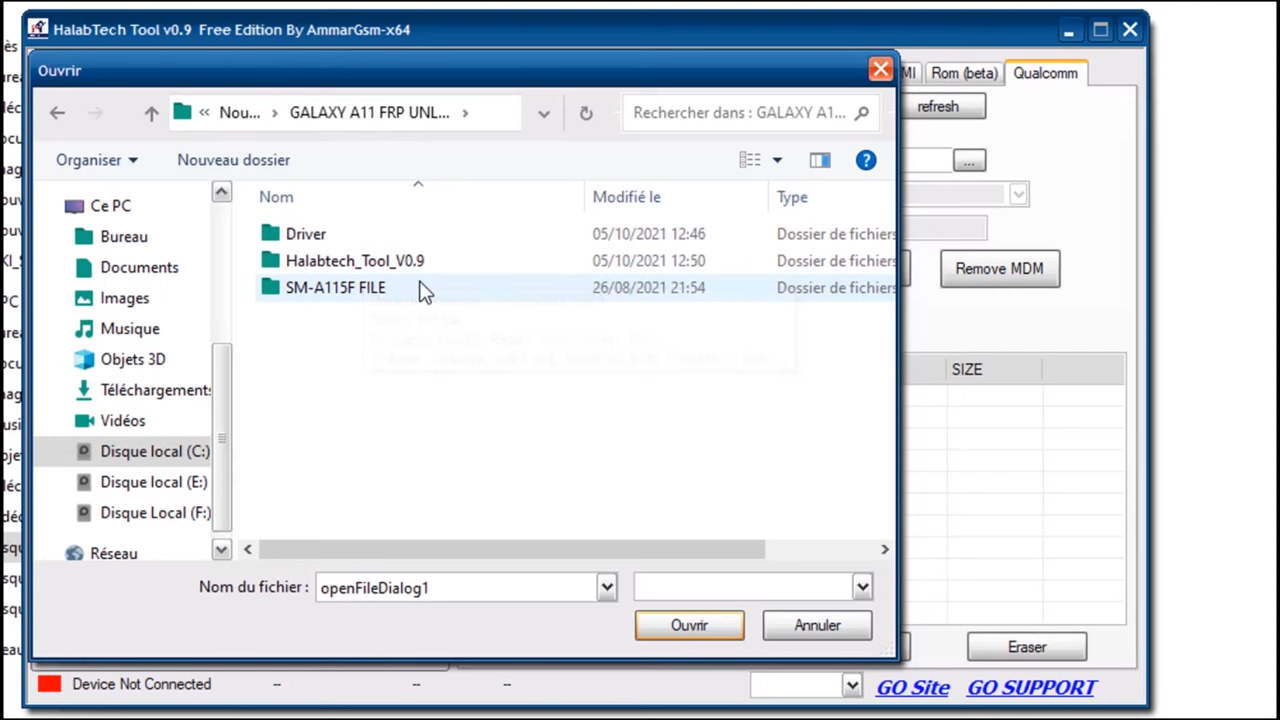 HalabTech Tool v0.9 Free Edition By AmmarGsm-x64
Ouvrir
MI
Rom (beta)
Qualcomm
« Nou... > GALAXY A11 FRP UNL... >
Rechercher dans : GALAXY A1...
refresh
Organiser
Nouveau dossier
...
Nom
Modifié le
Type
Ce PC
Bureau
Documents
Images
Musique
Objets 3D
Téléchargements
Vidéos
Disque local (C:)
Disque local (E:)
Disque Local (F:)
Réseau
Driver
05/10/2021 12:46
Dossier de fichiers
Halabtech_Tool_V0.9
05/10/2021 12:50
Dossier de fichiers
SM-A115F FILE
26/08/2021 21:54
Dossier de fichiers
Remove MDM
SIZE
Nom du fichier :
openFileDialog1
Ouvrir
Annuler
Eraser
Device Not Connected
--
--
--
GO Site
GO SUPPORT